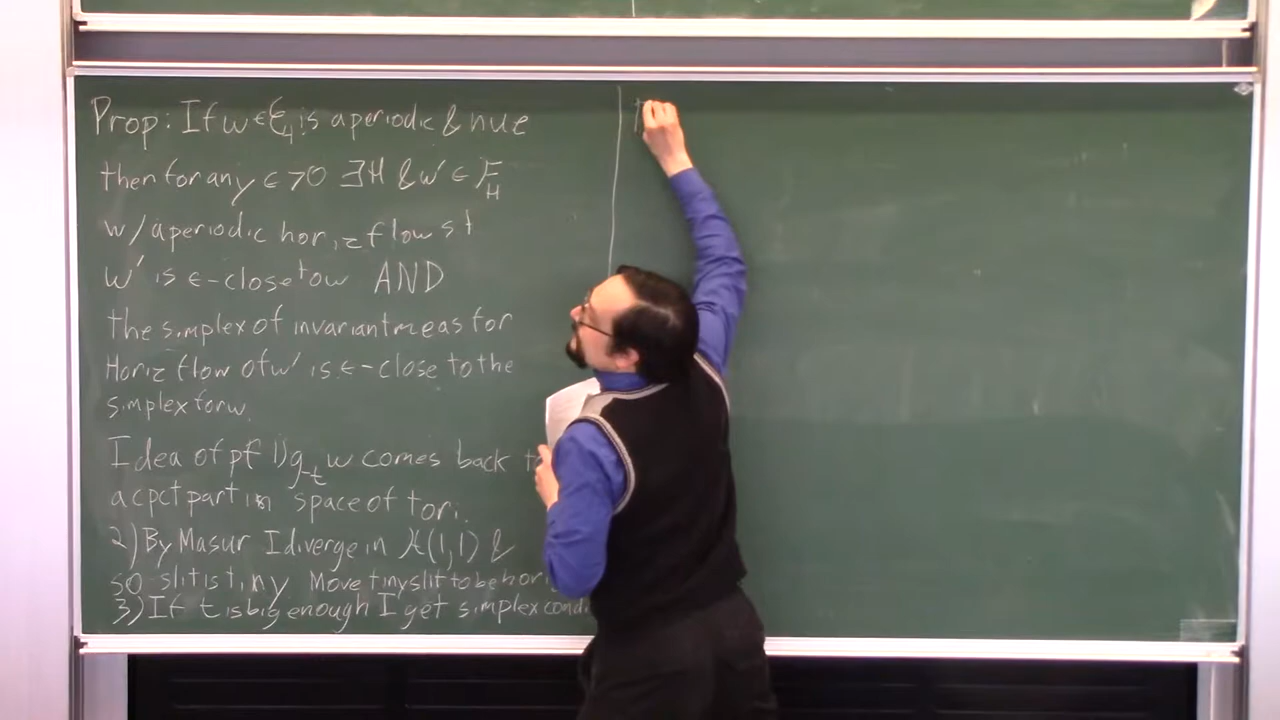 Prop: If w ∈ E_4 is aperiodic & nue
then for any ε > 0 ∃ H & w' ∈ F_H
w/ aperiodic horiz flow st
w' is ε-close to w AND
the simplex of invariant meas for
Horiz flow of w' is ε-close to the
simplex for w.
Idea of pf 1) g_-t w comes back
a cpct part in space of tori.
2) By Masur I diverge in H(1,1) &
so slit is tiny Move tiny slit to be
3) If t is big enough I get simplex